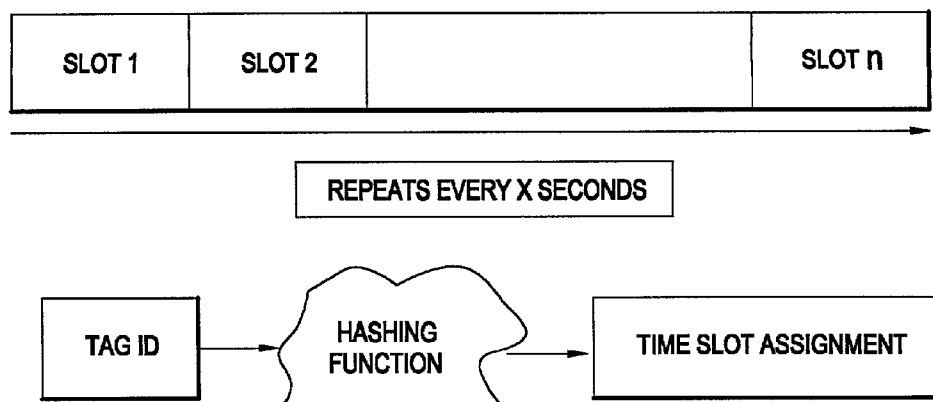 SLOT 1
SLOT 2
SLOT n
REPEATS EVERY X SECONDS
TAG ID
HASHING
FUNCTION
TIME SLOT ASSIGNMENT